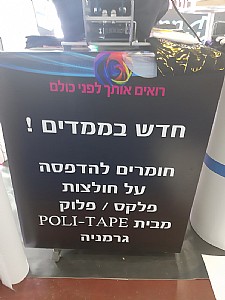 רואים אותך לפני כולם
חדש בממדים !
חומרים להדפסה
על חולצות
פלקס / פלוק
מבית POLI-TAPE
גרמניה